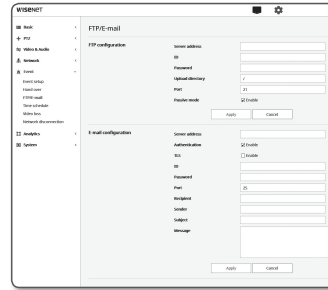 WISENET
Basic
PTZ
Video & Audio
Network
Event
Event setup
Hand over
FTP/E-mail
Time schedule
Video loss
Network disconnection
Analytics
System
FTP/E-mail
FTP configuration
Server address
ID
Password
Upload directory /
Port 21
Passive mode Enable
Apply Cancel
E-mail configuration
Server address
Authentication Enable
TLS Enable
ID
Password
Port 25
Recipient
Sender
Subject
Message
Apply Cancel